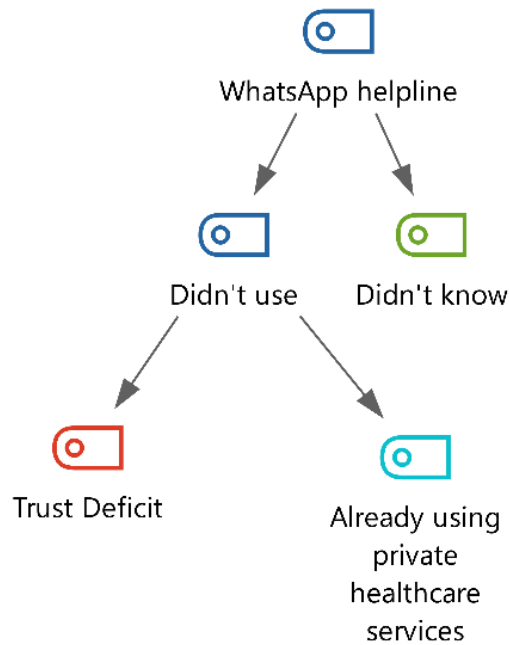 WhatsApp helpline
Didn't use
Didn't know
Trust Deficit
Already using
private
healthcare
services